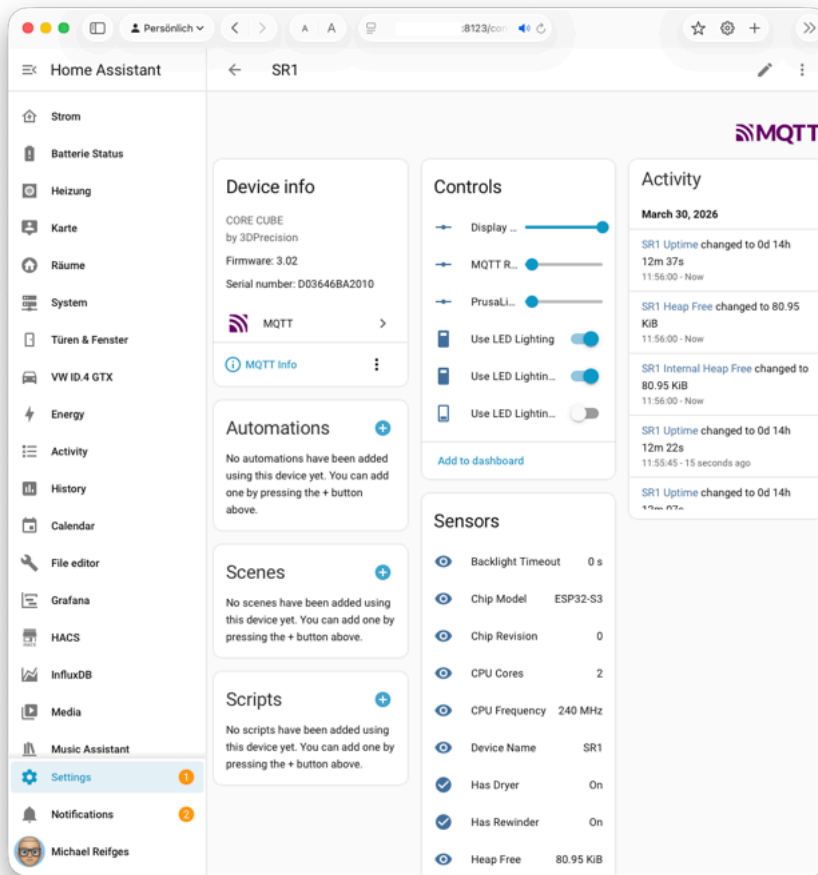 Persönlich
A A
:8123/con
Home Assistant
SR1
Strom
Batterie Status
Heizung
Karte
Räume
System
Türen & Fenster
VW ID.4 GTX
Energy
Activity
History
Calendar
File editor
Grafana
HACS
HACS
InfluxDB
Media
Music Assistant
Settings 1
Notifications 2
Michael Reifges
MQTT
Device info
CORE CUBE
by 3DPrecision
Firmware: 3.02
Serial number: D03646BA2010
MQTT
MQTT Info
Automations
No automations have been added
using this device yet. You can add
one by pressing the + button
above.
Scenes
No scenes have been added using
this device yet. You can add one by
pressing the + button above.
Scripts
No scripts have been added using
this device yet. You can add one by
pressing the + button above.
Controls
Display ...
MQTT R...
PrusaLi...
Use LED Lighting
Use LED Lightin...
Use LED Lightin...
Add to dashboard
Sensors
Backlight Timeout 0 s
Chip Model ESP32-S3
Chip Revision 0
CPU Cores 2
CPU Frequency 240 MHz
Device Name SR1
Has Dryer On
Has Rewinder On
Heap Free 80.95 KiB
Activity
March 30, 2026
SR1 Uptime changed to 0d 14h
12m 37s
11:56:00 - Now
SR1 Heap Free changed to 80.95
KiB
11:56:00 - Now
SR1 Internal Heap Free changed to
80.95 KiB
11:56:00 - Now
SR1 Uptime changed to 0d 14h
12m 22s
11:55:45 - 15 seconds ago
SR1 Uptime changed to 0d 14h
12m 07s